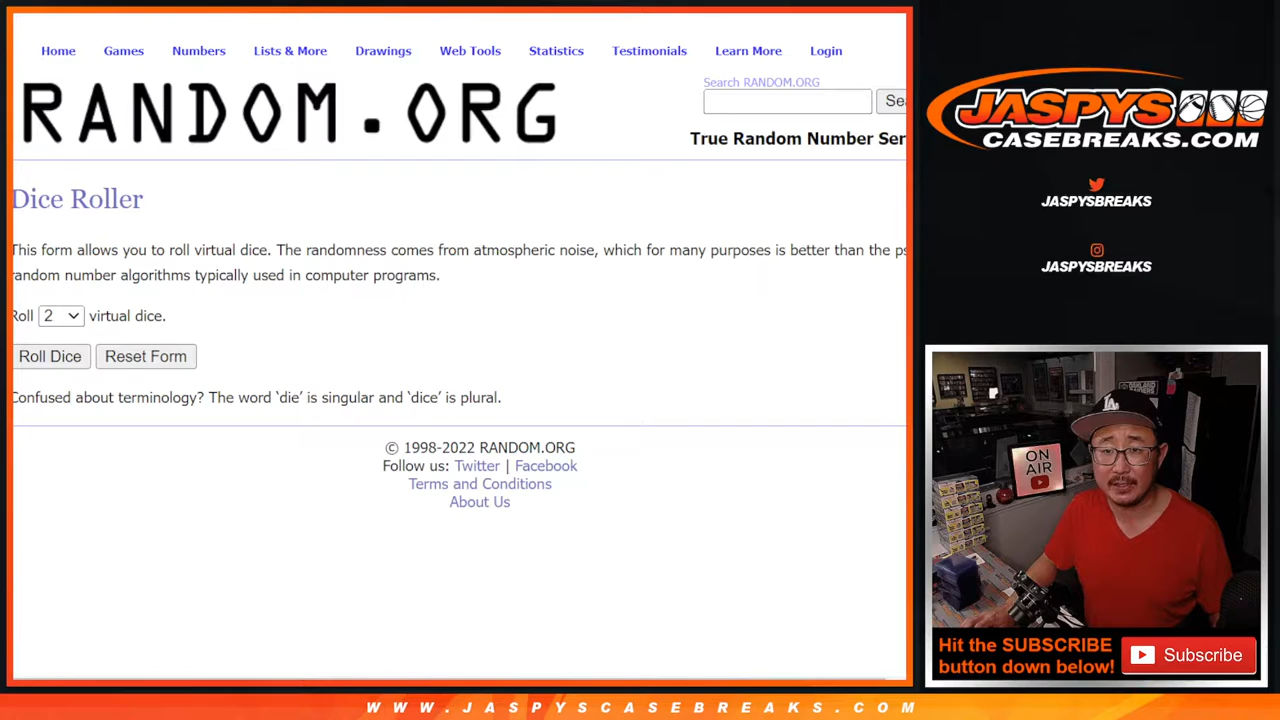 Home Games Numbers Lists & More Drawings Web Tools Statistics Testimonials Learn More Login
RANDOM.ORG
Search RANDOM.ORG
True Random Number Ser
Dice Roller
This form allows you to roll virtual dice. The randomness comes from atmospheric noise, which for many purposes is better than the ps
random number algorithms typically used in computer programs.
Roll 2 virtual dice.
Roll Dice Reset Form
Confused about terminology? The word ‘die’ is singular and ‘dice’ is plural.
© 1998-2022 RANDOM.ORG
Follow us: Twitter | Facebook
Terms and Conditions
About Us
JASPYS
CASEBREAKS.COM
JASPYSBREAKS
JASPYSBREAKS
ON
AIR
LA
Hit the SUBSCRIBE
button down below!
Subscribe
WWW.JASPYSCASEBREAKS.COM